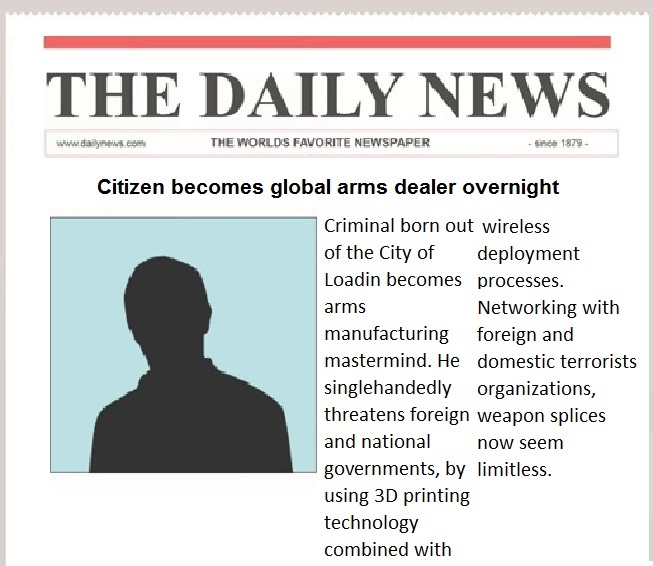 THE DAILY NEWS
www.dailynews.com THE WORLDS FAVORITE NEWSPAPER - since 1879 -
Citizen becomes global arms dealer overnight
Criminal born out
of the City of
Loadin becomes
arms
manufacturing
mastermind. He
singlehandedly
threatens foreign
and national
governments, by
using 3D printing
technology
combined with
wireless
deployment
processes.
Networking with
foreign and
domestic terrorists
organizations,
weapon splices
now seem
limitless.